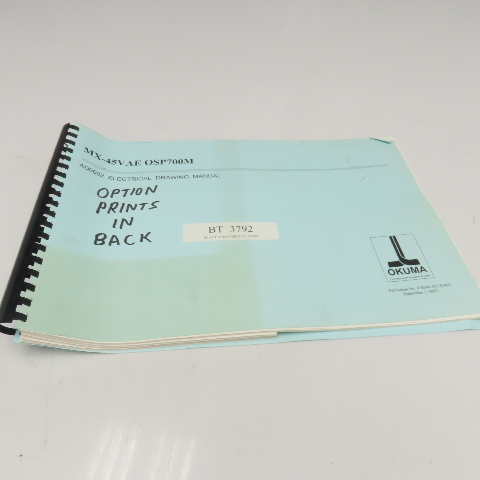 MX-45VAE OSP700M
ELECTRICAL DRAWING MANUAL
OPTION
PRINTS
IN
BACK
BT 3792
OKUMA